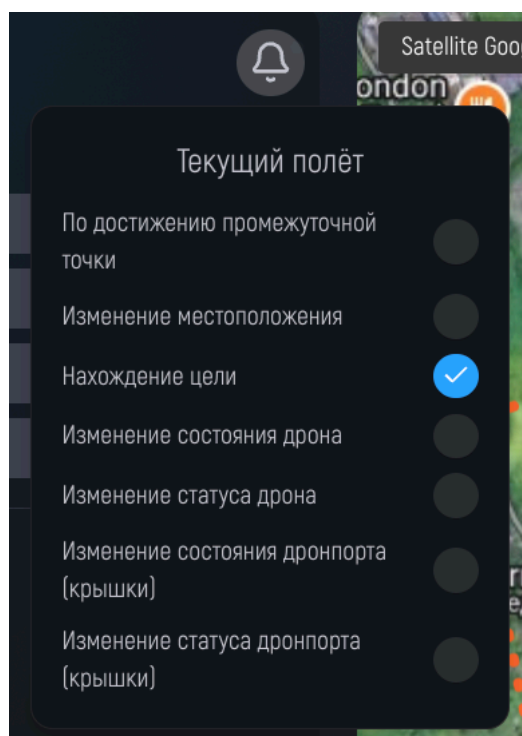 Satellite Goo
ondon
Текущий полёт
По достижению промежуточной
точки
Изменение местоположения
Нахождение цели
Изменение состояния дрона
Изменение статуса дрона
Изменение состояния дронпорта
(крышки)
Изменение статуса дронпорта
(крышки)